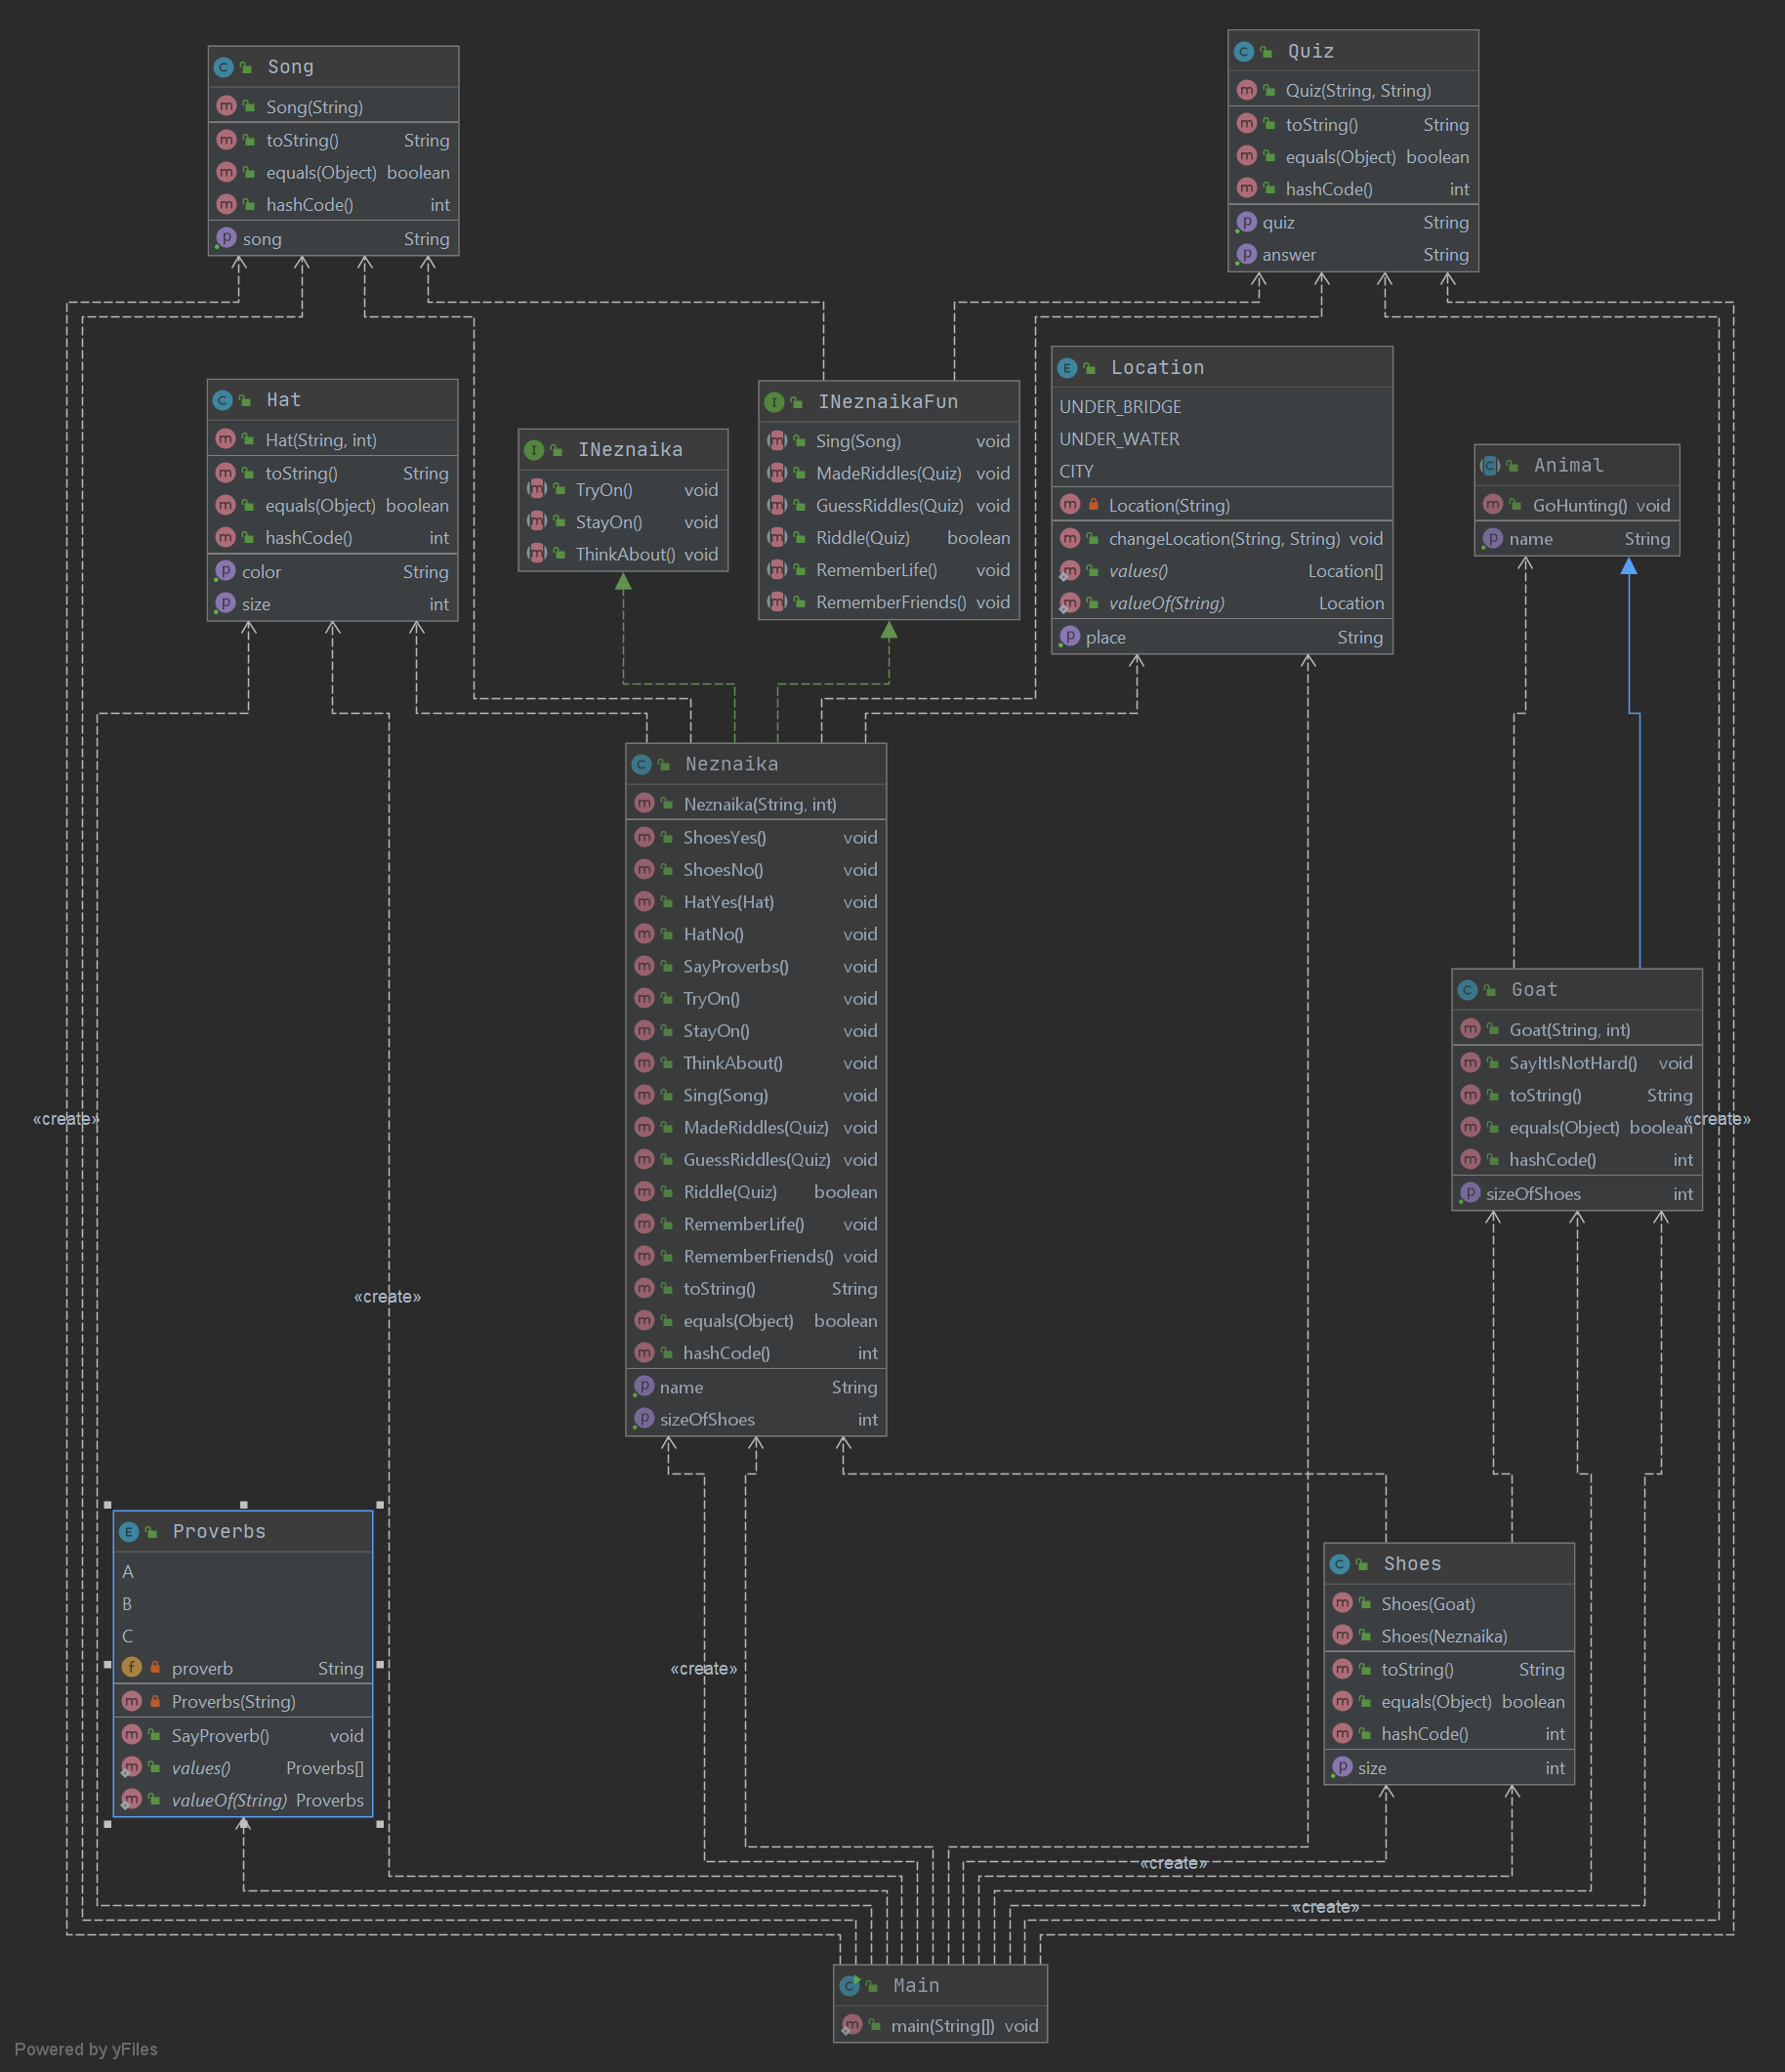 Song
Song(String)
toString() String
equals(Object) boolean
hashCode() int
song String
Quiz
Quiz(String, String)
toString() String
equals(Object) boolean
hashCode() int
quiz String
answer String
Hat
Hat(String, int)
toString() String
equals(Object) boolean
hashCode() int
color String
size int
INeznaika
TryOn() void
StayOn() void
ThinkAbout() void
INeznaikaFun
Sing(Song) void
MadeRiddles(Quiz) void
GuessRiddles(Quiz) void
Riddle(Quiz) boolean
RememberLife() void
RememberFriends() void
Location
UNDER_BRIDGE
UNDER_WATER
CITY
Location(String)
changeLocation(String, String) void
values() Location[]
valueOf(String) Location
place String
Animal
GoHunting() void
name String
Neznaika
Neznaika(String, int)
ShoesYes() void
ShoesNo() void
HatYes(Hat) void
HatNo() void
SayProverbs() void
TryOn() void
StayOn() void
ThinkAbout() void
Sing(Song) void
MadeRiddles(Quiz) void
GuessRiddles(Quiz) void
Riddle(Quiz) boolean
RememberLife() void
RememberFriends() void
toString() String
equals(Object) boolean
hashCode() int
name String
sizeOfShoes int
Goat
Goat(String, int)
SayItIsNotHard() void
toString() String
equals(Object) boolean
hashCode() int
sizeOfShoes int
«create»
«create»
«create»
Proverbs
A
B
C
proverb String
Proverbs(String)
SayProverb() void
values() Proverbs[]
valueOf(String) Proverbs
«create»
Shoes
Shoes(Goat)
Shoes(Neznaika)
toString() String
equals(Object) boolean
hashCode() int
size int
«create»
«create»
Main
main(String[]) void
Powered by yFiles